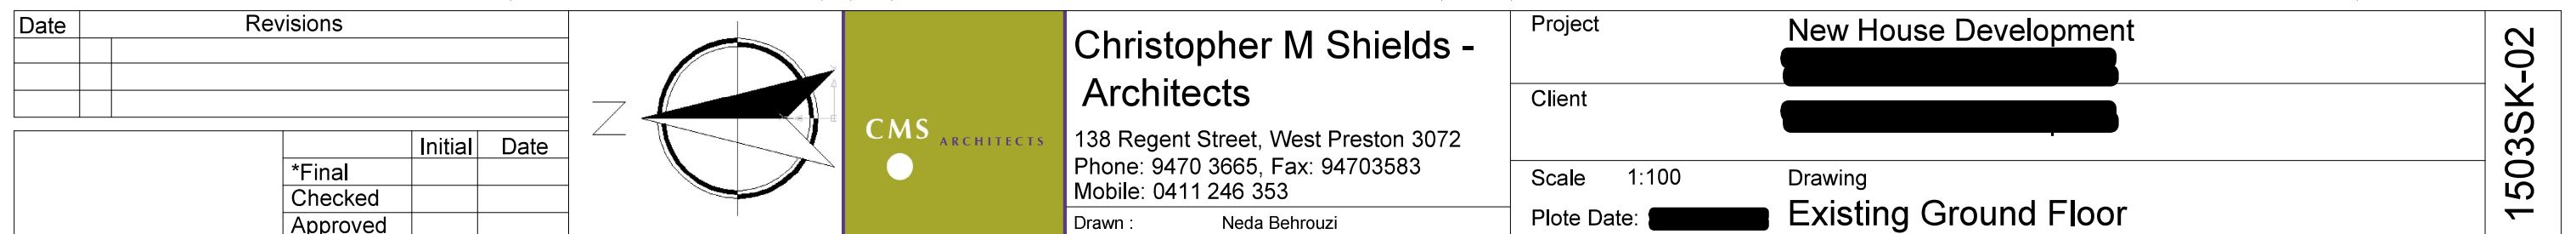 Date Revisions
Initial Date
*Final
Checked
Approved
N
CMS ARCHITECTS
Christopher M Shields -
Architects
138 Regent Street, West Preston 3072
Phone: 9470 3665, Fax: 94703583
Mobile: 0411 246 353
Drawn : Neda Behrouzi
Project New House Development
Client
Scale 1:100 Drawing
Plote Date: Existing Ground Floor
1503SK-02